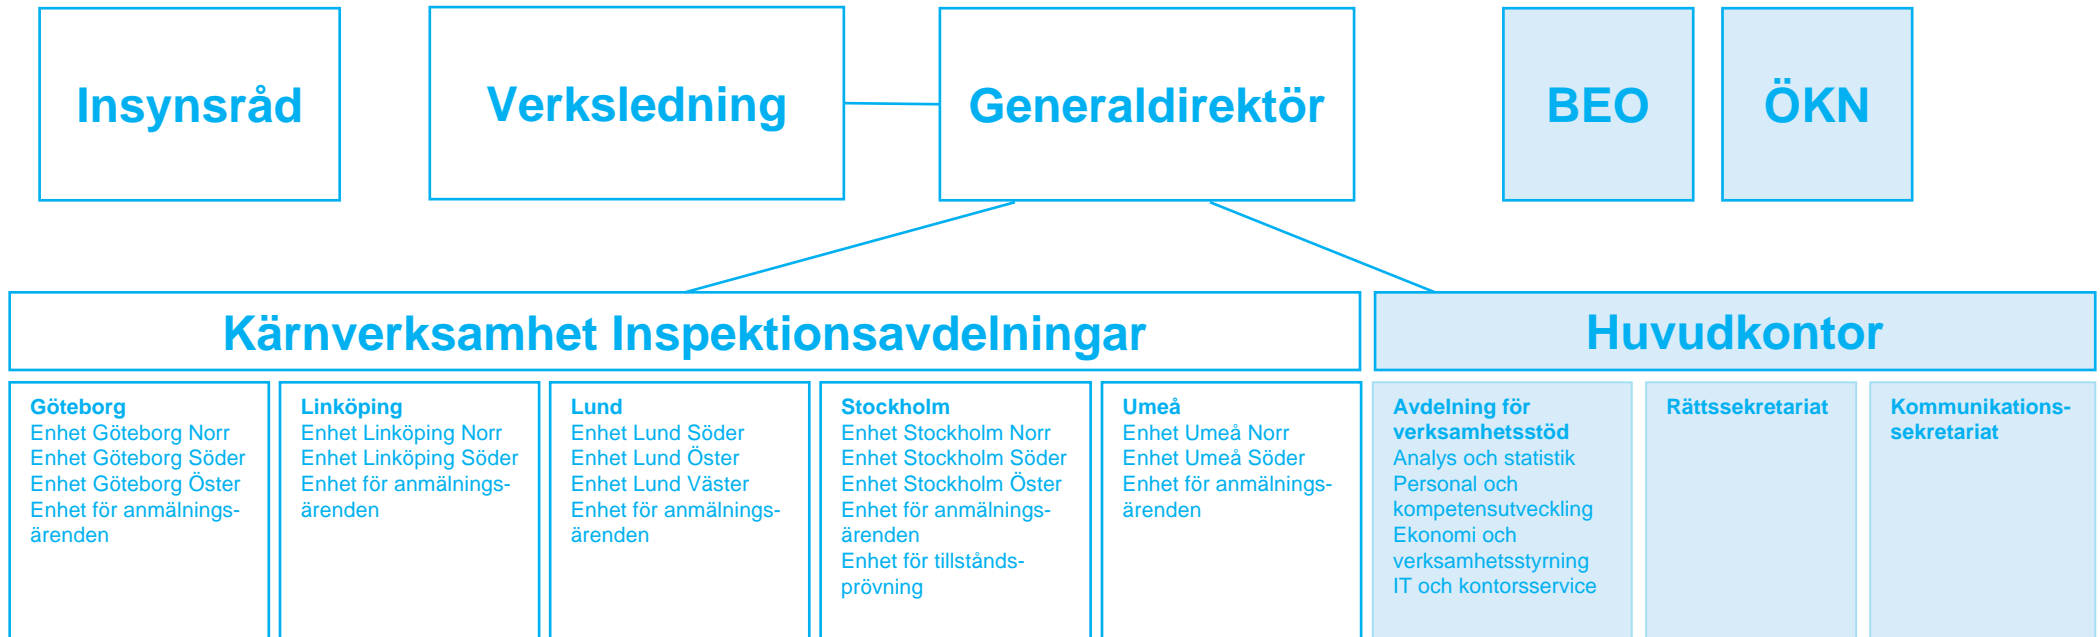 Insynsråd
Verksledning
Generaldirektör
BEO
ÖKN
Kärnverksamhet Inspektionsavdelningar
Huvudkontor
Göteborg
Enhet Göteborg Norr
Enhet Göteborg Söder
Enhet Göteborg Öster
Enhet för anmälnings-
ärenden
Linköping
Enhet Linköping Norr
Enhet Linköping Söder
Enhet för anmälnings-
ärenden
Lund
Enhet Lund Söder
Enhet Lund Öster
Enhet Lund Väster
Enhet för anmälnings-
ärenden
Stockholm
Enhet Stockholm Norr
Enhet Stockholm Söder
Enhet Stockholm Öster
Enhet för anmälnings-
ärenden
Enhet för tillstånds-
prövning
Umeå
Enhet Umeå Norr
Enhet Umeå Söder
Enhet för anmälnings-
ärenden
Avdelning för
verksamhetsstöd
Analys och statistik
Personal och
kompetensutveckling
Ekonomi och
verksamhetsstyrning
IT och kontorsservice
Rättssekretariat
Kommunikations-
sekretariat